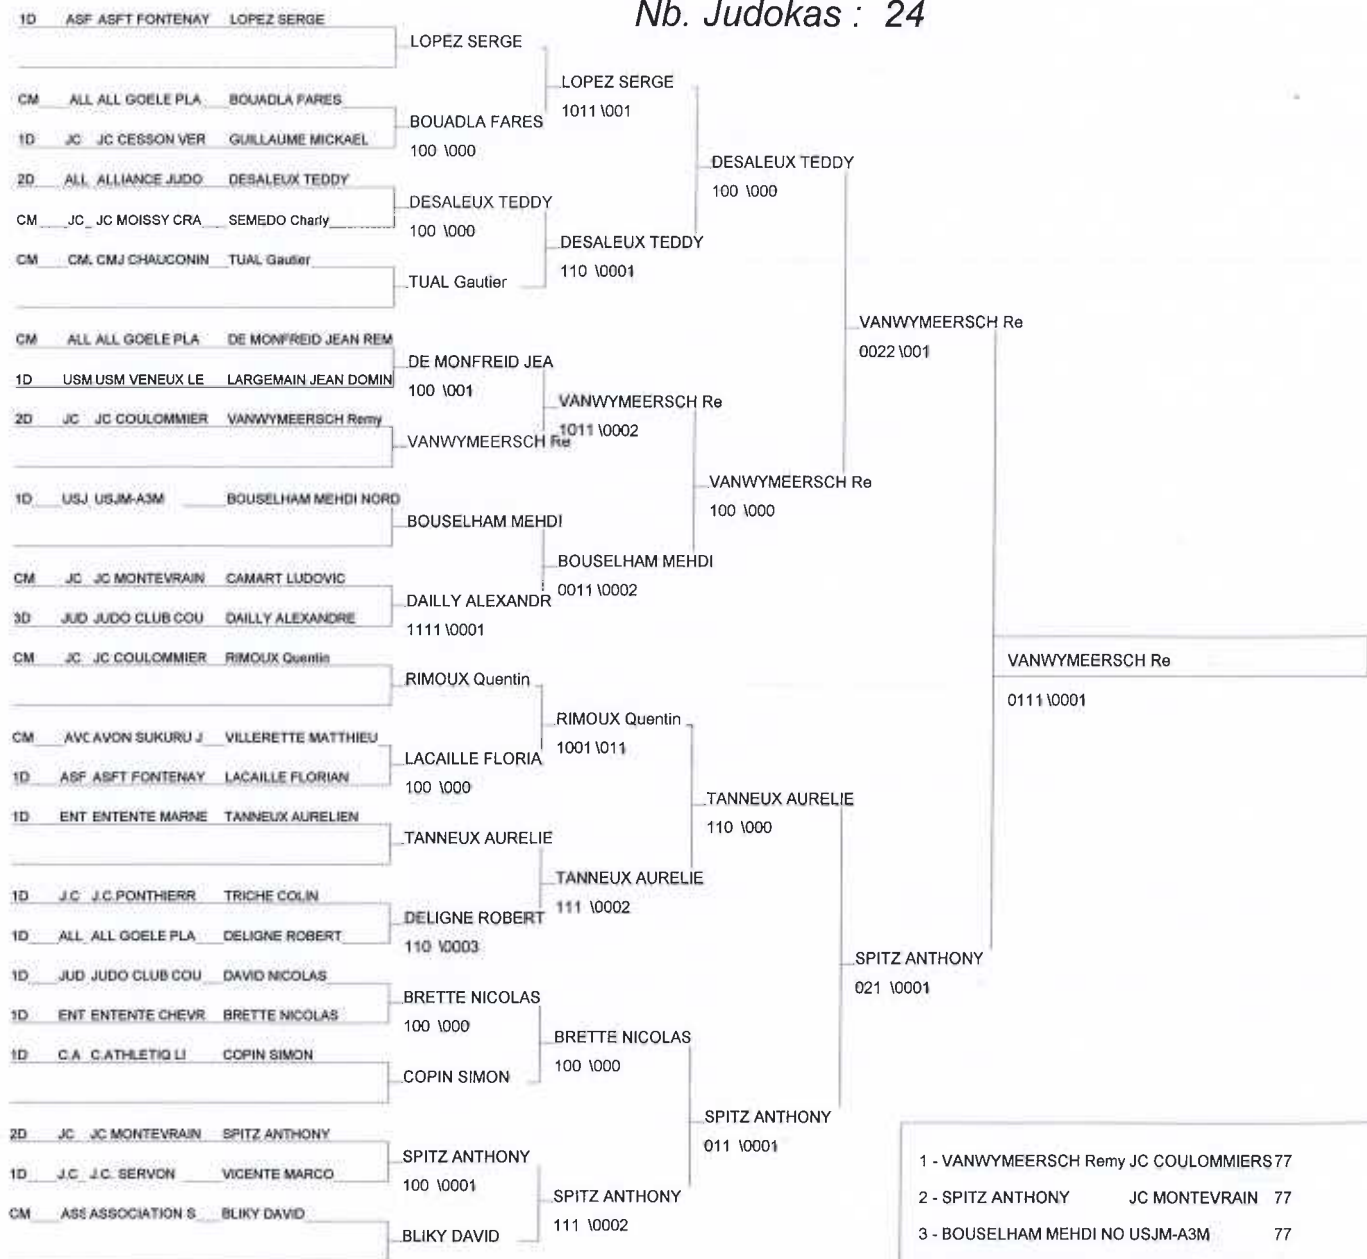 Nb. Judokas : 24
1D ASF ASFT FONTENAY LOPEZ SERGE
LOPEZ SERGE
LOPEZ SERGE
1011 \001
CM ALL ALL GOELE PLA BOUADLA FARES
BOUADLA FARES
100 \000
1D JC JC CESSON VER GUILLAUME MICKAEL
DESALEUX TEDDY
100 \000
2D ALL ALLIANCE JUDO DESALEUX TEDDY
DESALEUX TEDDY
100 \000
CM JC JC MOISSY CRA SEMEDO Charly
DESALEUX TEDDY
110 \0001
CM CM. CMJ CHAUCONIN TUAL Gautier
TUAL Gautier
VANWYMEERSCH Re
0022 \001
CM ALL ALL GOELE PLA DE MONFREID JEAN REM
DE MONFREID JEA
100 \001
1D USM USM VENEUX LE LARGEMAIN JEAN DOMIN
VANWYMEERSCH Re
1011 \0002
2D JC JC COULOMMIER VANWYMEERSCH Remy
VANWYMEERSCH Re
VANWYMEERSCH Re
100 \000
1D USJ USJM-A3M BOUSELHAM MEHDI NORD
BOUSELHAM MEHDI
BOUSELHAM MEHDI
0011 \0002
CM JC JC MONTEVRAIN CAMART LUDOVIC
DAILLY ALEXANDR
1111 \0001
3D JUD JUDO CLUB COU DAILLY ALEXANDRE
VANWYMEERSCH Re
0111 \0001
CM JC JC COULOMMIER RIMOUX Quentin
RIMOUX Quentin
RIMOUX Quentin
1001 \011
CM AVC AVON SUKURU J VILLERETTE MATTHIEU
LACAILLE FLORIA
100 \000
1D ASF ASFT FONTENAY LACAILLE FLORIAN
TANNEUX AURELIE
110 \000
1D ENT ENTENTE MARNE TANNEUX AURELIEN
TANNEUX AURELIE
TANNEUX AURELIE
111 \0002
1D J.C J.C.PONTHIERR TRICHE COLIN
DELIGNE ROBERT
110 \0003
1D ALL ALL GOELE PLA DELIGNE ROBERT
SPITZ ANTHONY
021 \0001
1D JUD JUDO CLUB COU DAVID NICOLAS
BRETTE NICOLAS
100 \000
1D ENT ENTENTE CHEVR BRETTE NICOLAS
BRETTE NICOLAS
100 \000
1D C.A C.ATHLETIQ LI COPIN SIMON
COPIN SIMON
SPITZ ANTHONY
011 \0001
2D JC JC MONTEVRAIN SPITZ ANTHONY
SPITZ ANTHONY
100 \0001
1D J.C J.C. SERVON VICENTE MARCO
SPITZ ANTHONY
111 \0002
CM ASS ASSOCIATION S BLIKY DAVID
BLIKY DAVID
1 - VANWYMEERSCH Remy JC COULOMMIERS 77
2 - SPITZ ANTHONY JC MONTEVRAIN 77
3 - BOUSELHAM MEHDI NO USJM-A3M 77